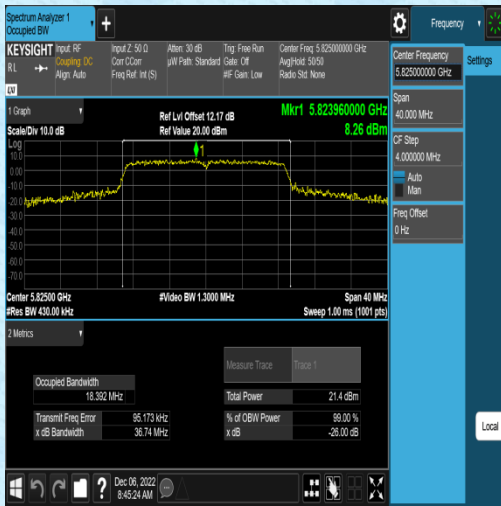 Spectrum Analyzer 1
Occupied BW
Frequency
KEYSIGHT
RL
LXI
Input: RF
Coupling: DC
Align: Auto
Input Z: 50 Ω
Corr CCorr
Freq Ref: Int (S)
Atten: 30 dB
µW Path: Standard
Trig: Free Run
Gate: Off
#IF Gain: Low
Center Freq: 5.825000000 GHz
Avg|Hold: 50/50
Radio Std: None
Center Frequency
5.825000000 GHz
Settings
Span
40.000 MHz
CF Step
4.000000 MHz
Auto
Man
Freq Offset
0 Hz
Local
1 Graph
Scale/Div 10.0 dB
Ref Lvl Offset 12.17 dB
Ref Value 20.00 dBm
Mkr1 5.823960000 GHz
8.26 dBm
Log
10.0
0.00
-10.0
-20.0
-30.0
-40.0
-50.0
-60.0
-70.0
1
Center 5.82500 GHz
#Res BW 430.00 kHz
#Video BW 1.3000 MHz
Span 40 MHz
Sweep 1.00 ms (1001 pts)
2 Metrics
Measure Trace
Trace 1
Occupied Bandwidth
18.392 MHz
Total Power
21.4 dBm
Transmit Freq Error
95.173 kHz
% of OBW Power
99.00 %
x dB Bandwidth
36.74 MHz
x dB
-26.00 dB
?
Dec 06, 2022
8:45:24 AM